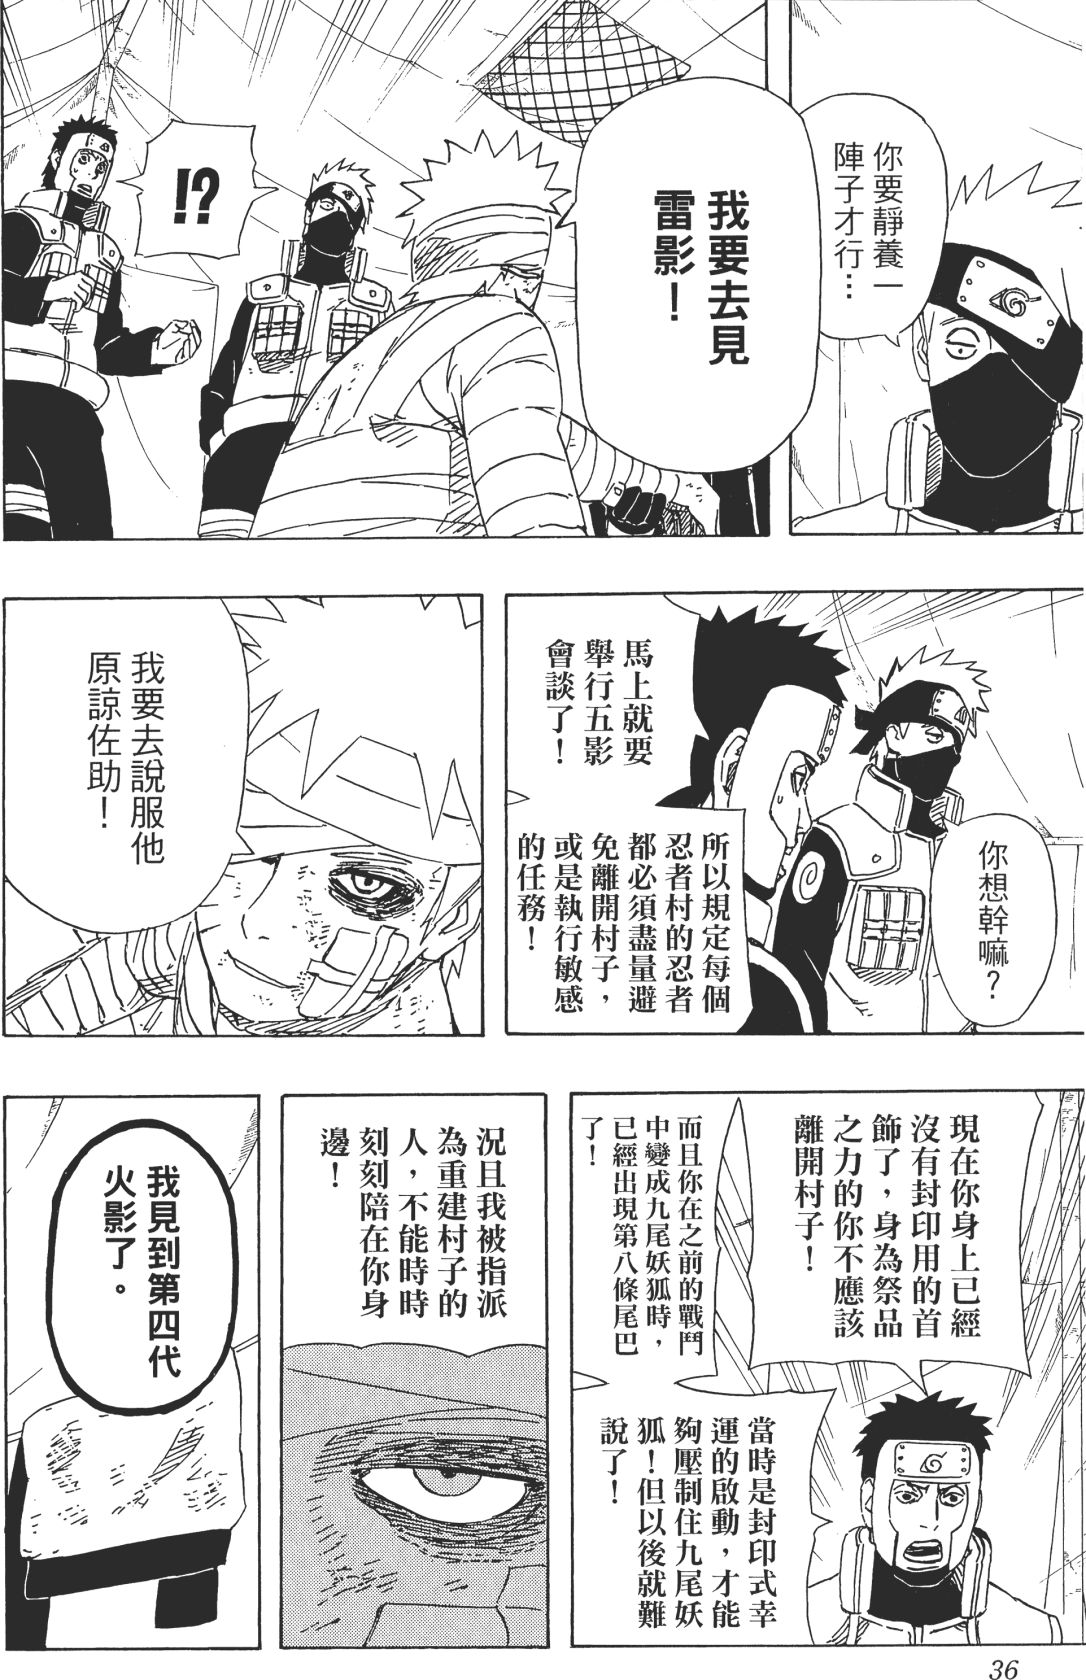 你要靜養一
陣子才行⋯
我要去見
雷影！
!?
你想幹嘛？
馬上就要
舉行五影
會談了！
所以規定每個
忍者村的忍者
都必須盡量避
免離開村子，
或是執行敏感
的任務！
我要去說服他
原諒佐助！
現在你身上已經
沒有封印用的首
飾了，身為祭品
之力的你不應該
離開村子！
而且你在之前的戰鬥
中變成九尾妖狐時，
已經出現第八條尾巴
了！
當時是封印式幸
運的啟動，才能
夠壓制住九尾妖
狐！但以後就難
說了！
況且我被指派
為重建村子的
人，不能時時
刻刻陪在你身
邊！
我見到第四代
火影了。
36